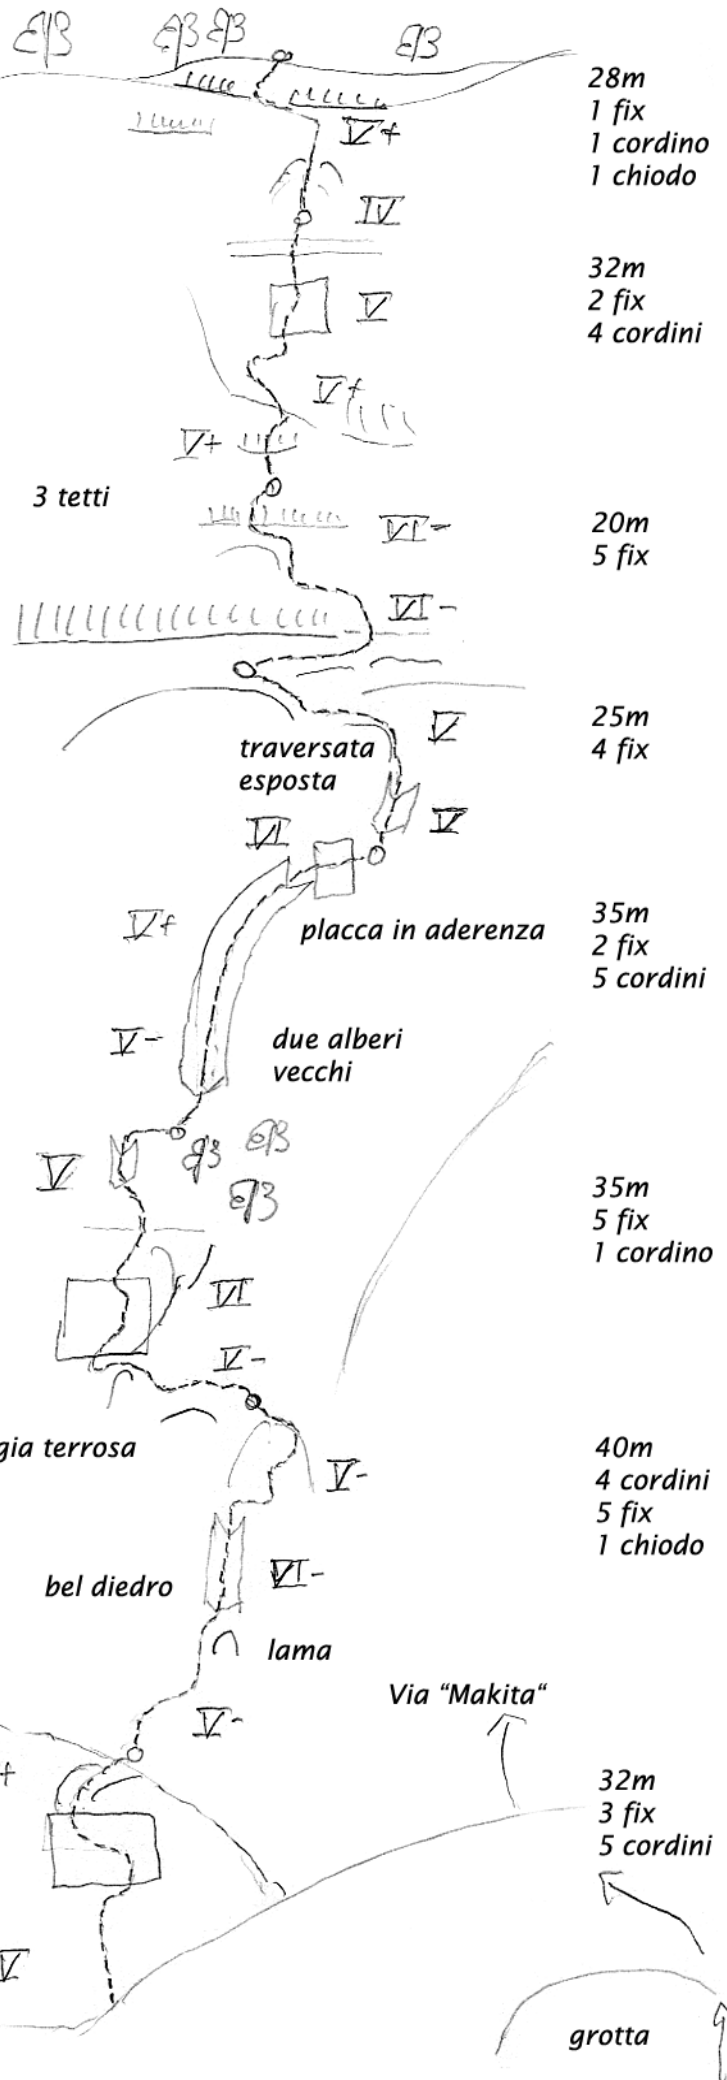 28m
1 fix
1 cordino
1 chiodo
V+
IV
32m
2 fix
4 cordini
V
V+
V+
3 tetti
VI-
20m
5 fix
VI-
V
25m
4 fix
traversata
esposta
V
VI
V+
placca in aderenza
35m
2 fix
5 cordini
V-
due alberi
vecchi
V
35m
5 fix
1 cordino
VI
V-
gia terrosa
V-
40m
4 cordini
5 fix
1 chiodo
VI-
bel diedro
lama
Via "Makita"
V-
+
32m
3 fix
5 cordini
V
grotta